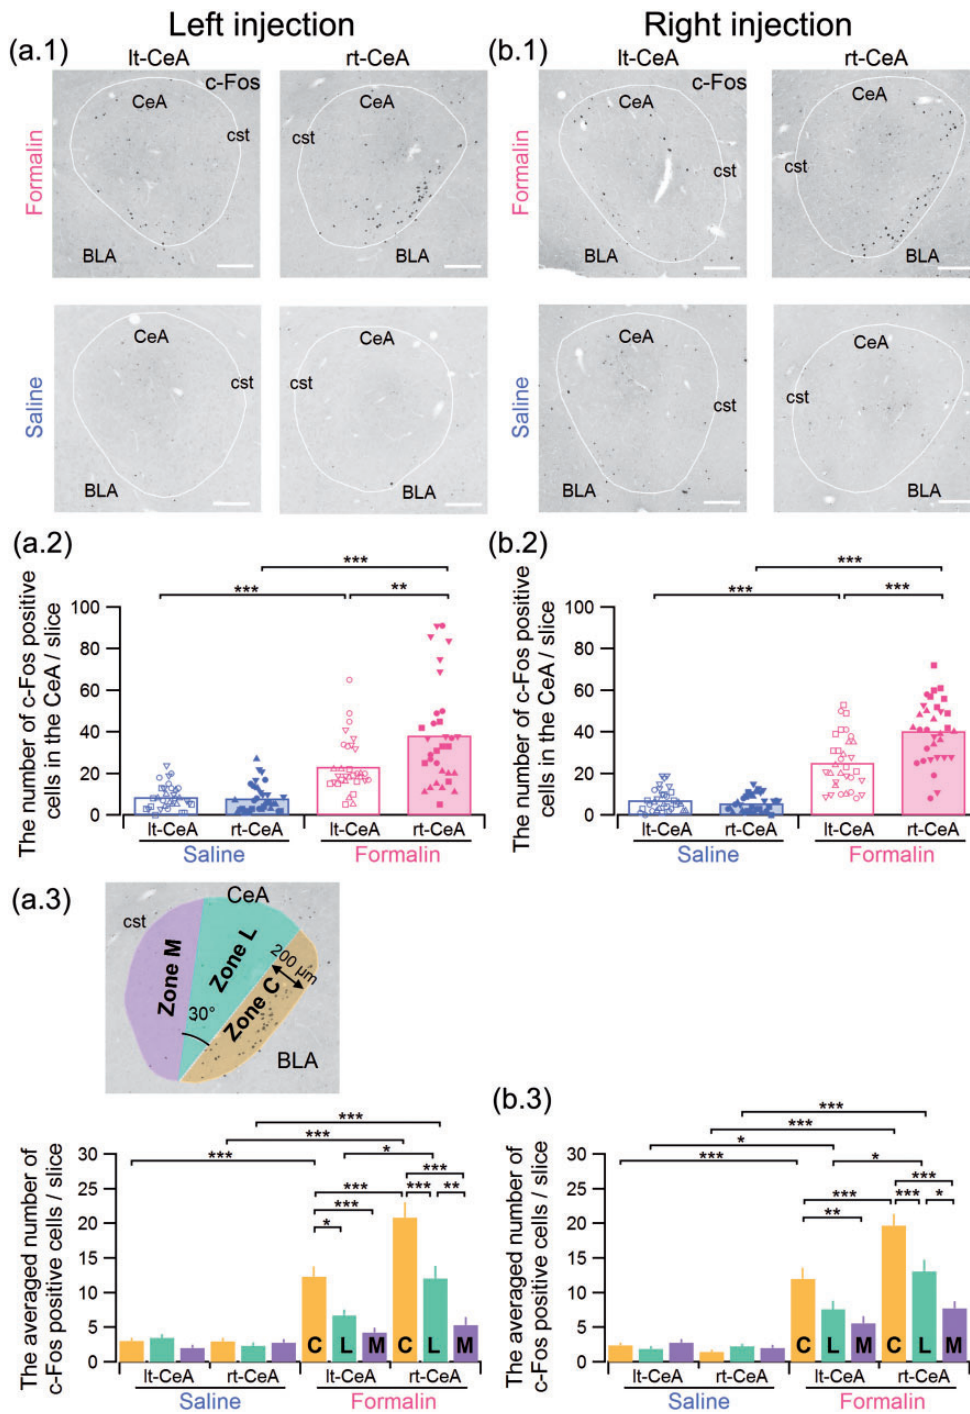 Left injection
Right injection
(a.1)
lt-CeA
rt-CeA
(b.1)
lt-CeA
rt-CeA
Formalin
c-Fos
CeA
cst
BLA
CeA
cst
BLA
Formalin
c-Fos
CeA
cst
BLA
CeA
cst
BLA
Saline
CeA
cst
BLA
CeA
cst
BLA
Saline
CeA
cst
BLA
CeA
cst
BLA
(a.2)
The number of c-Fos positive
cells in the CeA / slice
100
80
60
40
20
0
***
***
**
lt-CeA
rt-CeA
lt-CeA
rt-CeA
Saline
Formalin
(b.2)
The number of c-Fos positive
cells in the CeA / slice
100
80
60
40
20
0
***
***
***
lt-CeA
rt-CeA
lt-CeA
rt-CeA
Saline
Formalin
(a.3)
CeA
cst
Zone M
Zone L
Zone C
200 μm
30°
BLA
The averaged number of
c-Fos positive cells / slice
30
25
20
15
10
5
0
***
***
***
*
***
***
***
**
***
*
C
L
M
C
L
M
lt-CeA
rt-CeA
lt-CeA
rt-CeA
Saline
Formalin
(b.3)
The averaged number of
c-Fos positive cells / slice
30
25
20
15
10
5
0
***
***
*
***
*
***
***
***
*
**
C
L
M
C
L
M
lt-CeA
rt-CeA
lt-CeA
rt-CeA
Saline
Formalin